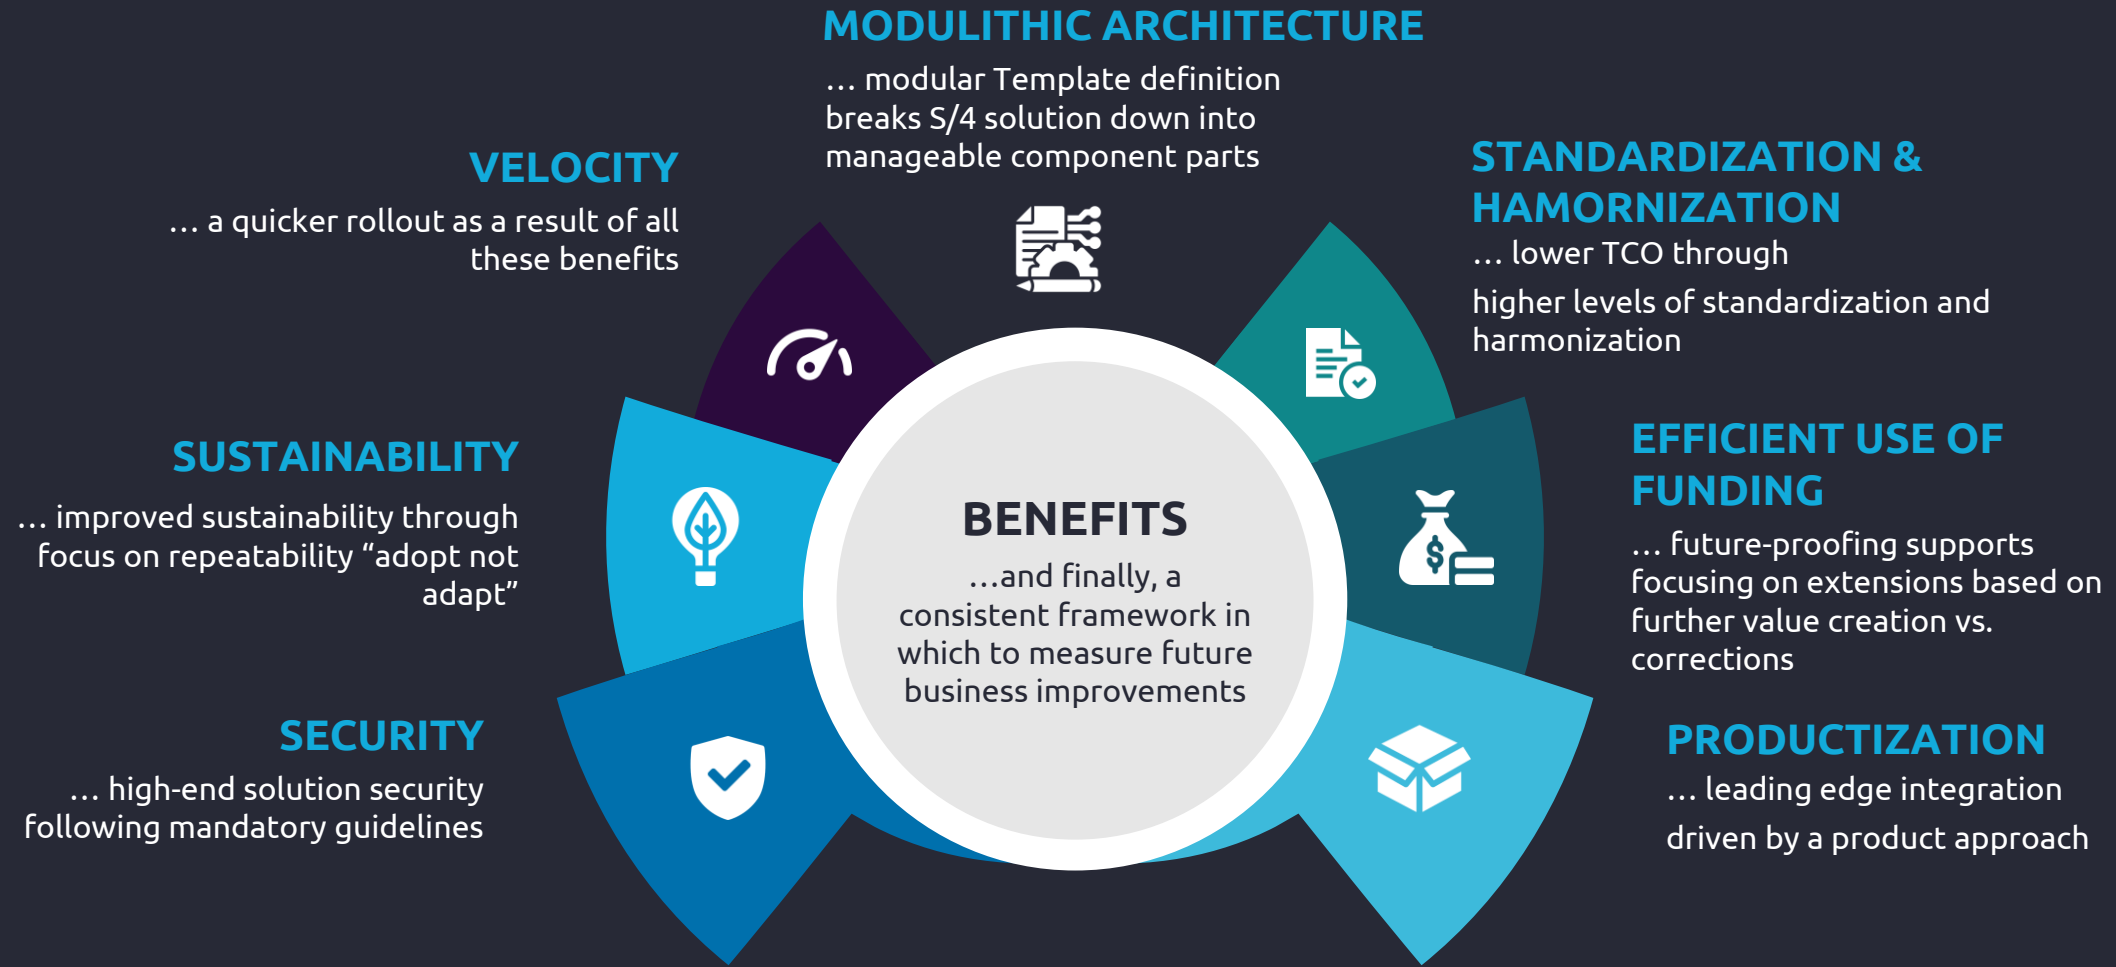 MODULITHIC ARCHITECTURE
… modular Template definition
breaks S/4 solution down into
manageable component parts
VELOCITY
… a quicker rollout as a result of all
these benefits
STANDARDIZATION &
HAMORNIZATION
… lower TCO through
higher levels of standardization and
harmonization
SUSTAINABILITY
… improved sustainability through
focus on repeatability “adopt not
adapt”
EFFICIENT USE OF
FUNDING
… future-proofing supports
focusing on extensions based on
further value creation vs.
corrections
BENEFITS
…and finally, a
consistent framework in
which to measure future
business improvements
$
SECURITY
… high-end solution security
following mandatory guidelines
PRODUCTIZATION
… leading edge integration
driven by a product approach